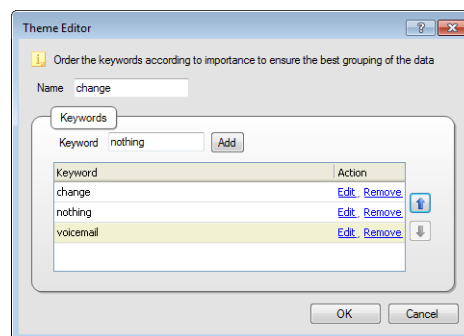 Theme Editor
Order the keywords according to importance to ensure the best grouping of the data
Name change
Keywords
Keyword nothing Add
Keyword Action
change Edit, Remove
nothing Edit, Remove
voicemail Edit, Remove
OK Cancel